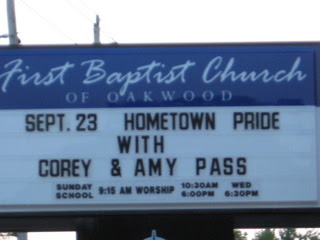 First Baptist Church
OF OAKWOOD
SEPT. 23 HOMETOWN PRIDE
WITH
COREY & AMY PASS
SUNDAY SCHOOL 9:15 AM WORSHIP 10:30AM 6:00PM WED 6:30PM